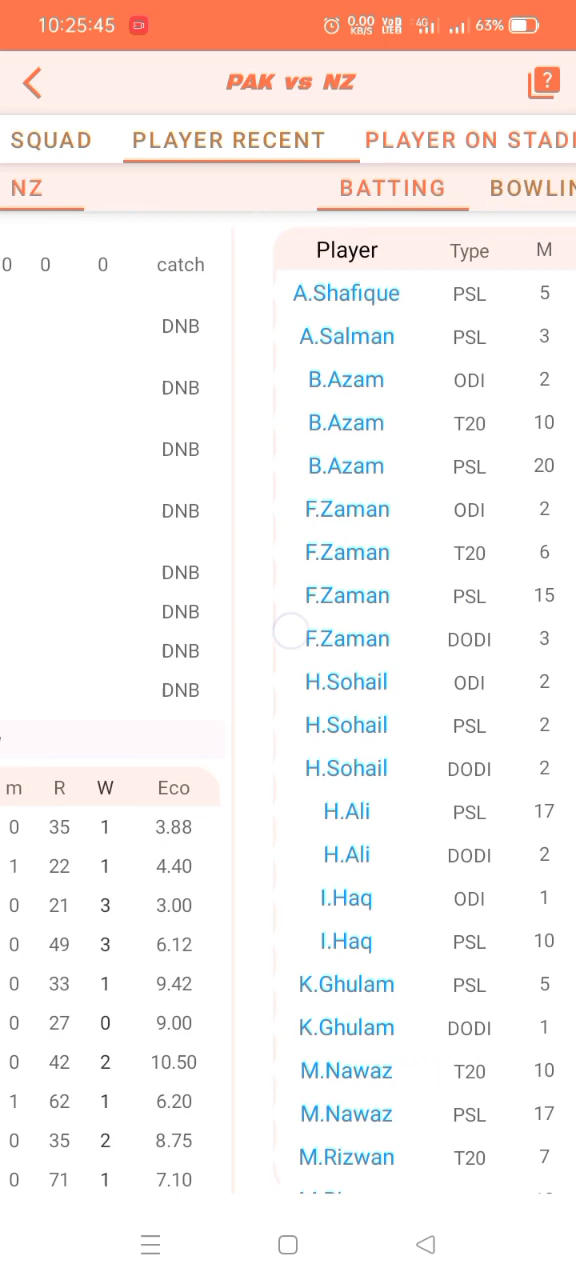 10:25:45 0.00 KB/S VoD LTEB 4G 63%
PAK vs NZ
SQUAD PLAYER RECENT PLAYER ON STADI
NZ BATTING BOWLIN
Player Type M
0 0 0 catch
A.Shafique PSL 5
DNB
A.Salman PSL 3
DNB
B.Azam ODI 2
B.Azam T20 10
DNB
B.Azam PSL 20
DNB
F.Zaman ODI 2
F.Zaman T20 6
DNB
F.Zaman PSL 15
DNB
F.Zaman DODI 3
DNB
H.Sohail ODI 2
DNB
H.Sohail PSL 2
H.Sohail DODI 2
m R W Eco
H.Ali PSL 17
0 35 1 3.88
H.Ali DODI 2
1 22 1 4.40
I.Haq ODI 1
0 21 3 3.00
I.Haq PSL 10
0 49 3 6.12
K.Ghulam PSL 5
0 33 1 9.42
K.Ghulam DODI 1
0 27 0 9.00
M.Nawaz T20 10
0 42 2 10.50
M.Nawaz PSL 17
1 62 1 6.20
M.Rizwan T20 7
0 35 2 8.75
0 71 1 7.10